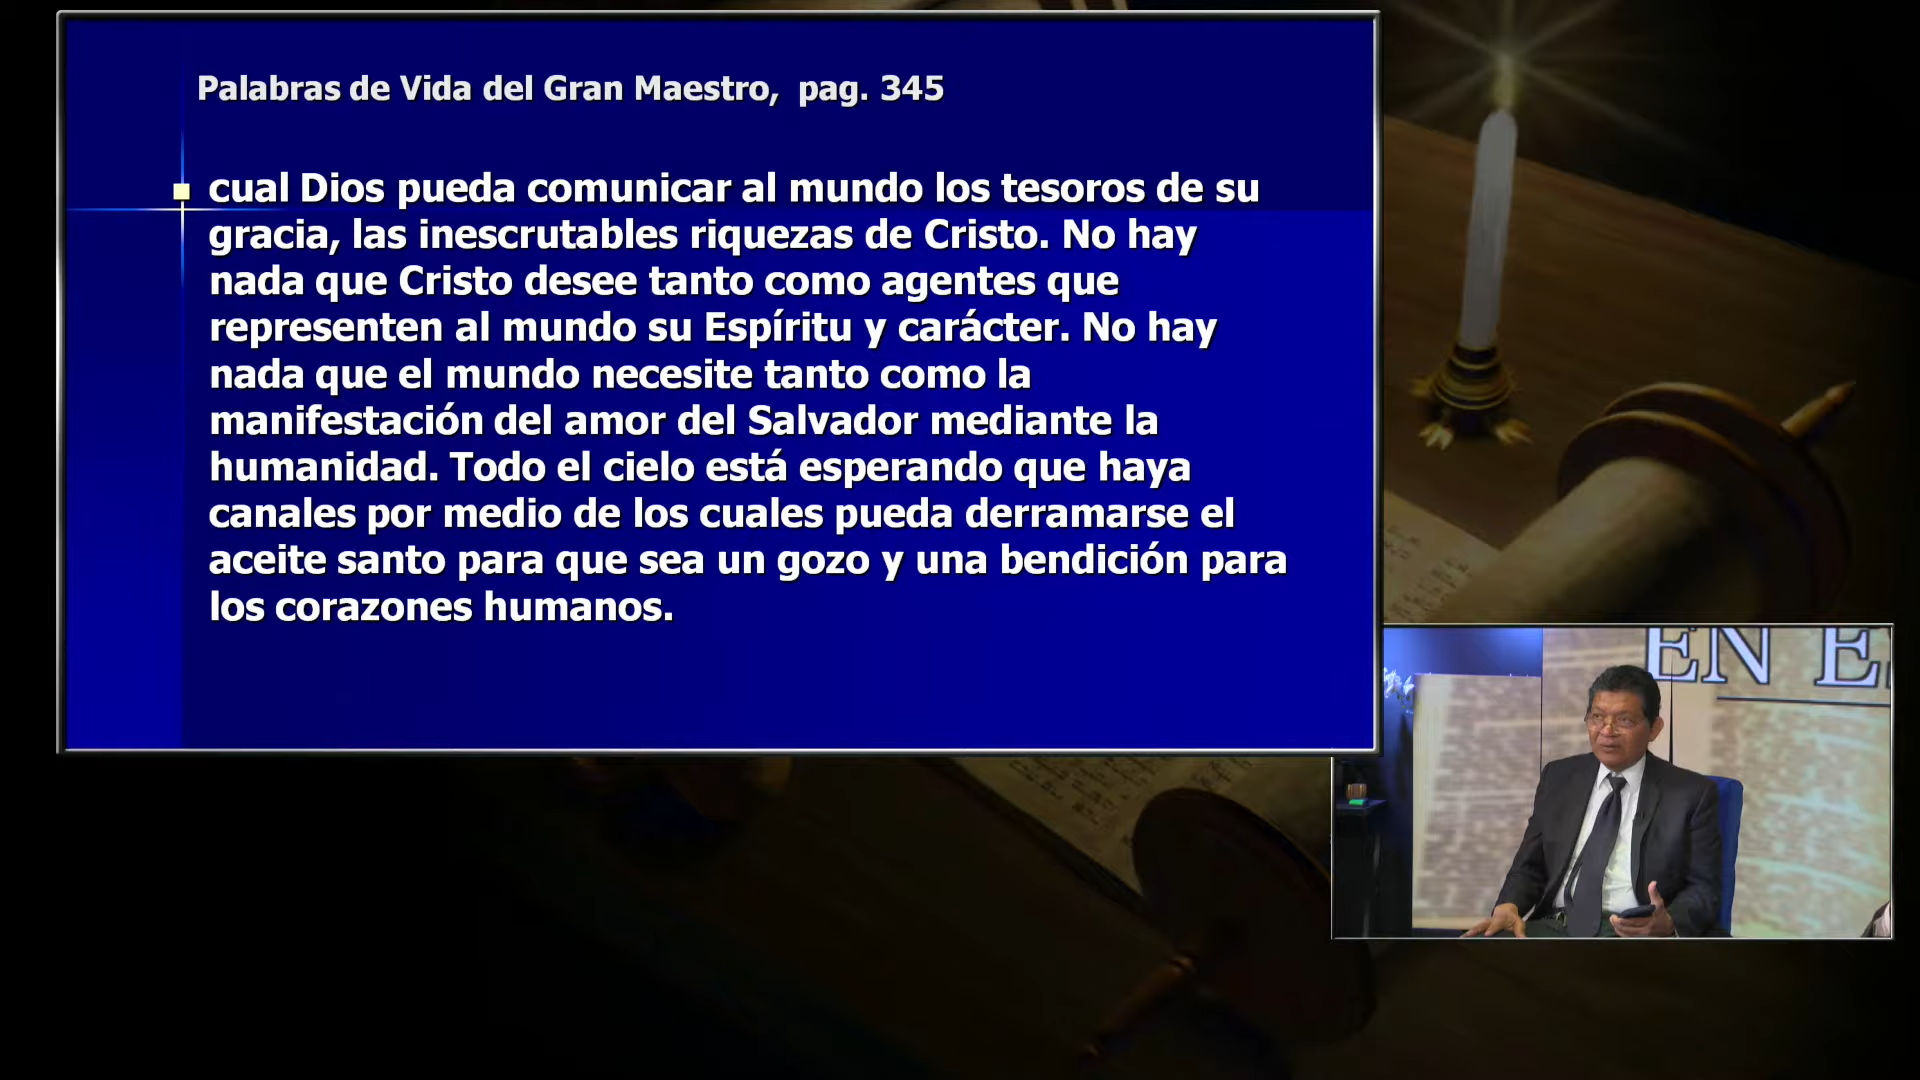 Palabras de Vida del Gran Maestro, pag. 345
cual Dios pueda comunicar al mundo los tesoros de su
gracia, las inescrutables riquezas de Cristo. No hay
nada que Cristo desee tanto como agentes que
representen al mundo su Espíritu y carácter. No hay
nada que el mundo necesite tanto como la
manifestación del amor del Salvador mediante la
humanidad. Todo el cielo está esperando que haya
canales por medio de los cuales pueda derramarse el
aceite santo para que sea un gozo y una bendición para
los corazones humanos.
EN E